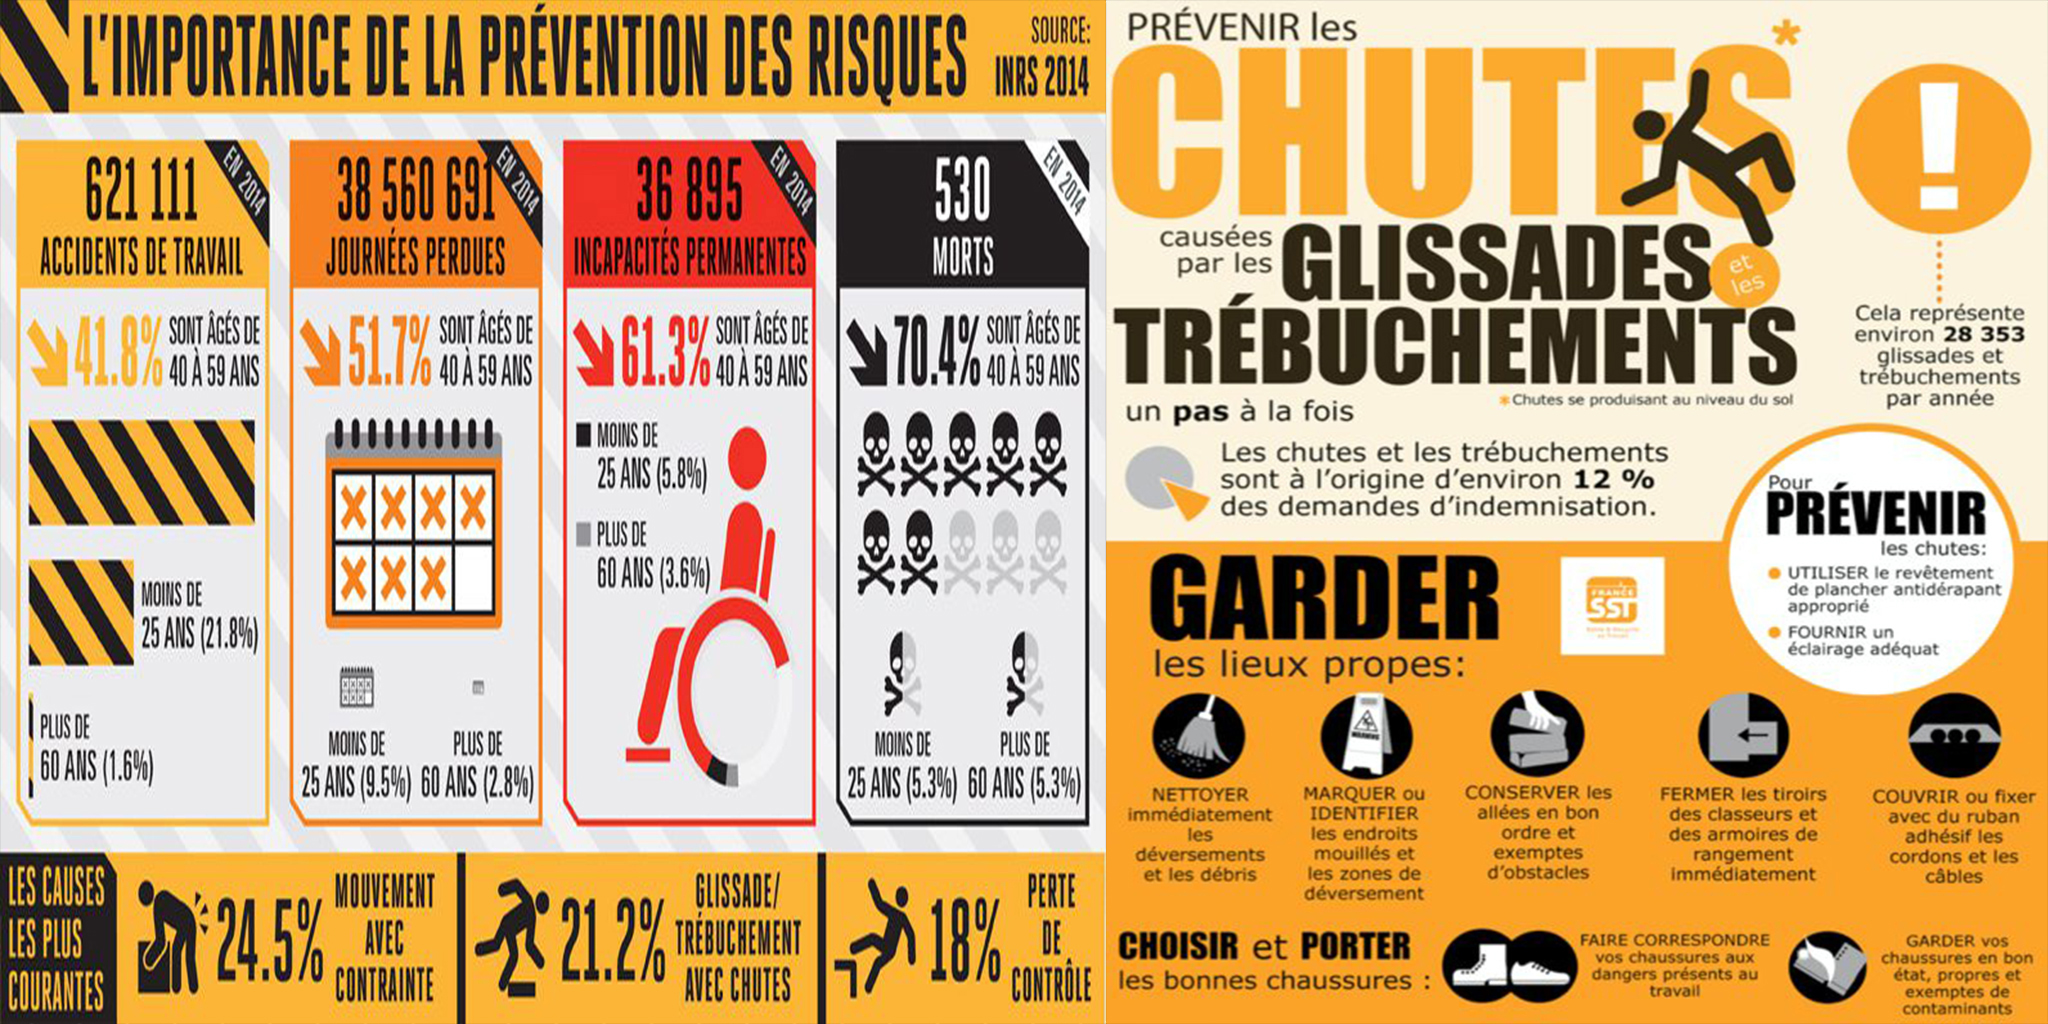 L'IMPORTANCE DE LA PRÉVENTION DES RISQUES
SOURCE:
INRS 2014
621 111
ACCIDENTS DE TRAVAIL
EN 2014
41.8%
SONT ÂGÉS DE
40 À 59 ANS
MOINS DE
25 ANS (21.8%)
PLUS DE
60 ANS (1.6%)
38 560 691
JOURNÉES PERDUES
EN 2014
51.7%
SONT ÂGÉS DE
40 À 59 ANS
MOINS DE
25 ANS (9.5%)
PLUS DE
60 ANS (2.8%)
36 895
INCAPACITÉS PERMANENTES
EN 2014
61.3%
SONT ÂGÉS DE
40 À 59 ANS
MOINS DE
25 ANS (5.8%)
PLUS DE
60 ANS (3.6%)
530
MORTS
EN 2014
70.4%
SONT ÂGÉS DE
40 À 59 ANS
MOINS DE
25 ANS (5.3%)
PLUS DE
60 ANS (5.3%)
LES CAUSES
LES PLUS
COURANTES
24.5%
MOUVEMENT
AVEC
CONTRAINTE
21.2%
GLISSADE/
TRÉBUCHEMENT
AVEC CHUTES
18%
PERTE
DE
CONTRÔLE
PRÉVENIR les
CHUTES*
causées
par les
GLISSADES
et
les
TRÉBUCHEMENTS
un pas à la fois
*Chutes se produisant au niveau du sol
!
Cela représente
environ 28 353
glissades et
trébuchements
par année
Les chutes et les trébuchements
sont à l'origine d'environ 12 %
des demandes d'indemnisation.
Pour
PRÉVENIR
les chutes:
UTILISER le revêtement
de plancher antidérapant
approprié
FOURNIR un
éclairage adéquat
GARDER
les lieux propes:
FRANCE
SST
NETTOYER
immédiatement
les
déversements
et les débris
MARQUER ou
IDENTIFIER
les endroits
mouillés et
les zones de
déversement
CONSERVER les
allées en bon
ordre et
exemptes
d'obstacles
FERMER les tiroirs
des classeurs et
des armoires de
rangement
immédiatement
COUVRIR ou fixer
avec du ruban
adhésif les
cordons et les
câbles
CHOISIR et PORTER
les bonnes chaussures :
FAIRE CORRESPONDRE
vos chaussures aux
dangers présents au
travail
GARDER vos
chaussures en bon
état, propres et
exemptes de
contaminants